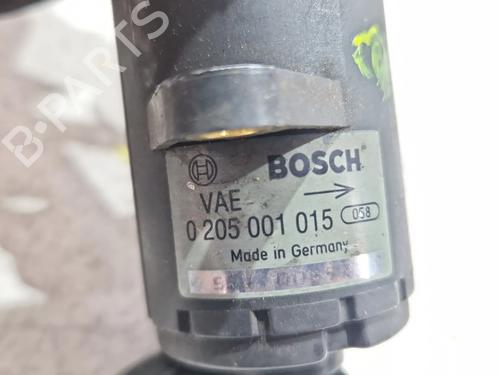 B-PARTS
BOSCH
VAE
0 205 001 015 058
Made in Germany